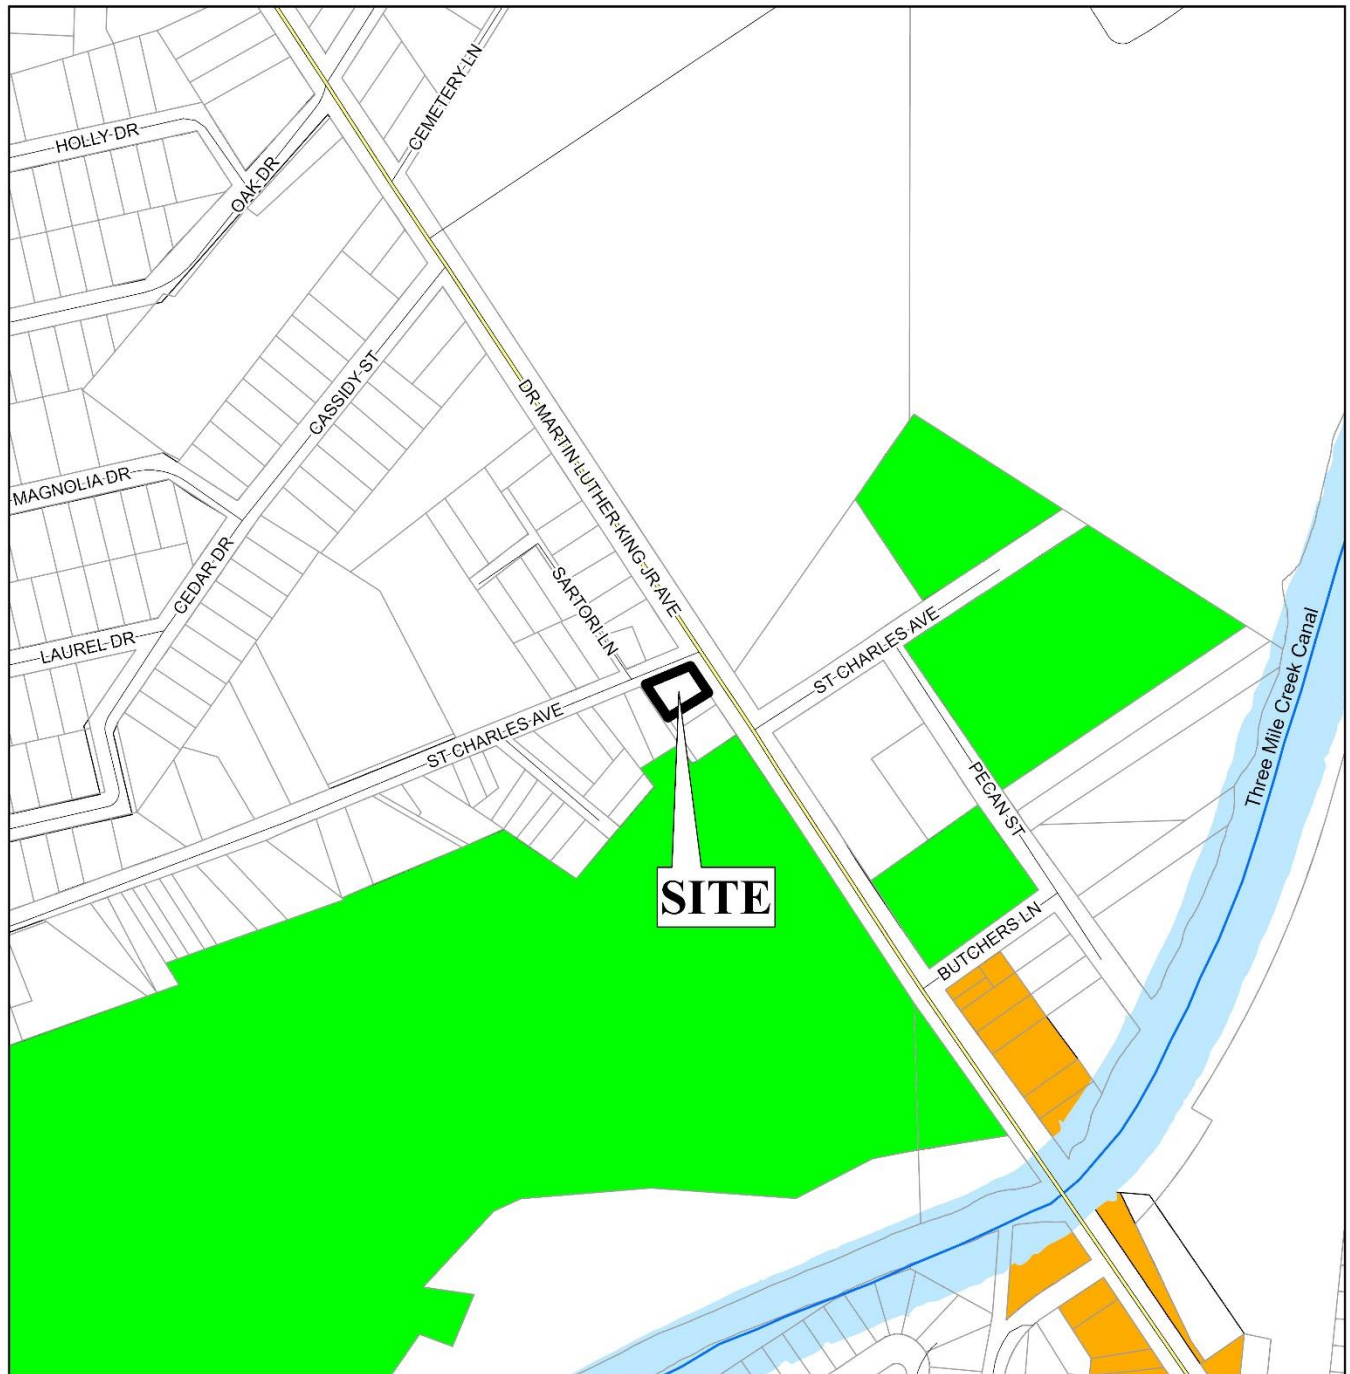 CEMETERY LN
HOLLY DR
OAK DR
CASSIDY ST
DR MARTIN LUTHER KING JR AVE
MAGNOLIA DR
CEDAR DR
SARTORI LN
LAUREL DR
ST CHARLES AVE
ST CHARLES AVE
Three Mile Creek Canal
PECAN ST
SITE
BUTCHERS LN